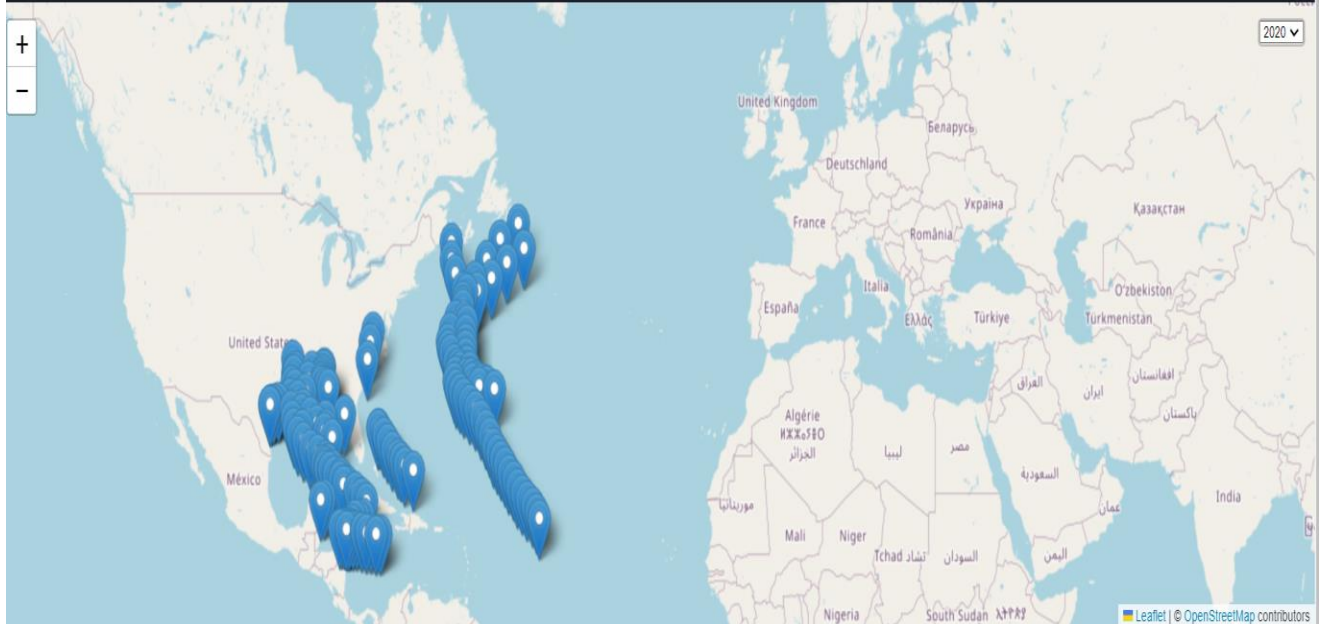 +
2020
−
United Kingdom
Беларусь
Deutschland
Україна
Қазақстан
France
România
Italia
Oʻzbekiston
España
Ελλάς
Türkiye
Türkmenistan
United State
افغانستان
العراق
ایران
پاکستان
Algérie
ⵍⵣⵣⴰⵢⴻⵔ
الجزائر
ليبيا
مصر
México
السعودية
India
موريتانيا
عمان
Mali
Niger
Tchad تشاد
السودان
اليمن
Nigeria
South Sudan
Leaflet | © OpenStreetMap contributors